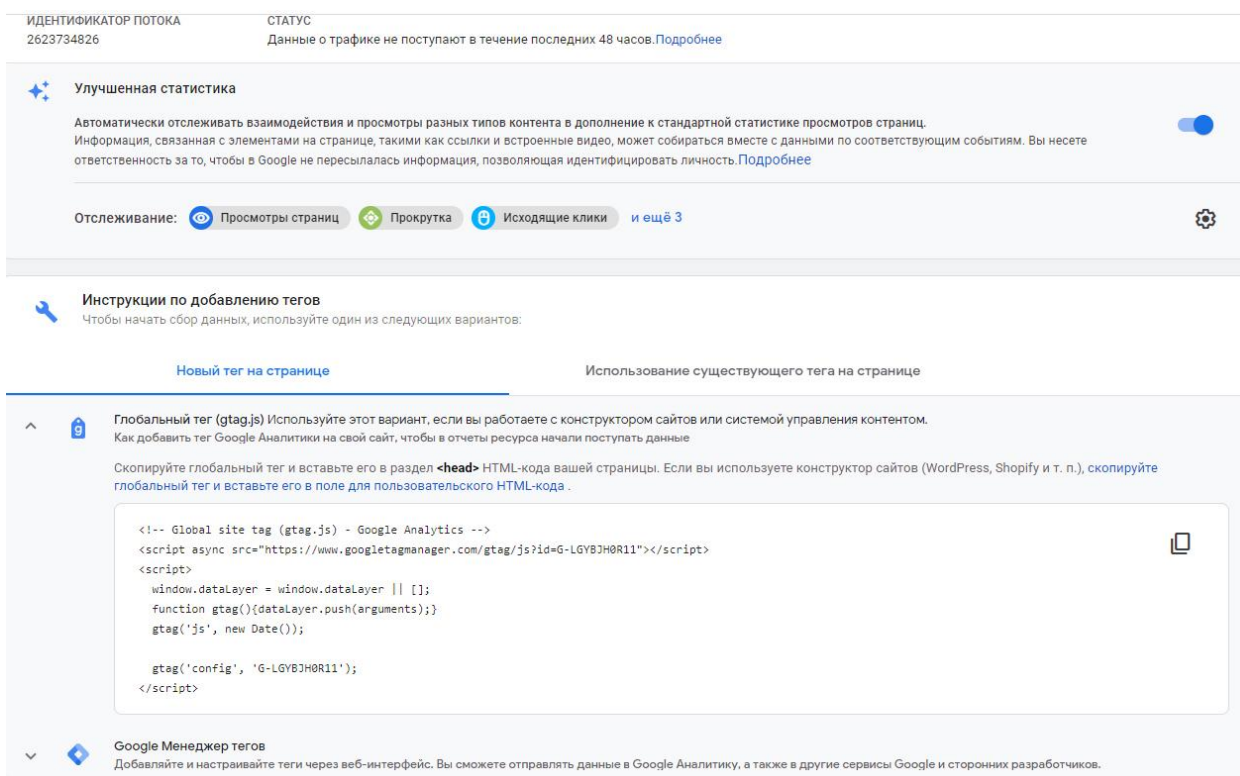 ИДЕНТИФИКАТОР ПОТОКА СТАТУС
2623734826 Данные о трафике не поступают в течение последних 48 часов.Подробнее
Улучшенная статистика
Автоматически отслеживать взаимодействия и просмотры разных типов контента в дополнение к стандартной статистике просмотров страниц.
Информация, связанная с элементами на странице, такими как ссылки и встроенные видео, может собираться вместе с данными по соответствующим событиям. Вы несете
ответственность за то, чтобы в Google не пересылалась информация, позволяющая идентифицировать личность.Подробнее
Отслеживание: Просмотры страниц Прокрутка Исходящие клики и ещё 3
Инструкции по добавлению тегов
Чтобы начать сбор данных, используйте один из следующих вариантов:
Новый тег на странице Использование существующего тега на странице
Глобальный тег (gtag.js) Используйте этот вариант, если вы работаете с конструктором сайтов или системой управления контентом.
Как добавить тег Google Аналитики на свой сайт, чтобы в отчеты ресурса начали поступать данные
Скопируйте глобальный тег и вставьте его в раздел <head> HTML-кода вашей страницы. Если вы используете конструктор сайтов (WordPress, Shopify и т. п.), скопируйте
глобальный тег и вставьте его в поле для пользовательского HTML-кода .
<!-- Global site tag (gtag.js) - Google Analytics -->
<script async src="https://www.googletagmanager.com/gtag/js?id=G-LGYBJH0R11"></script>
<script>
window.dataLayer = window.dataLayer || [];
function gtag(){dataLayer.push(arguments);}
gtag('js', new Date());
gtag('config', 'G-LGYBJH0R11');
</script>
Google Менеджер тегов
Добавляйте и настраивайте теги через веб-интерфейс. Вы сможете отправлять данные в Google Аналитику, а также в другие сервисы Google и сторонних разработчиков.